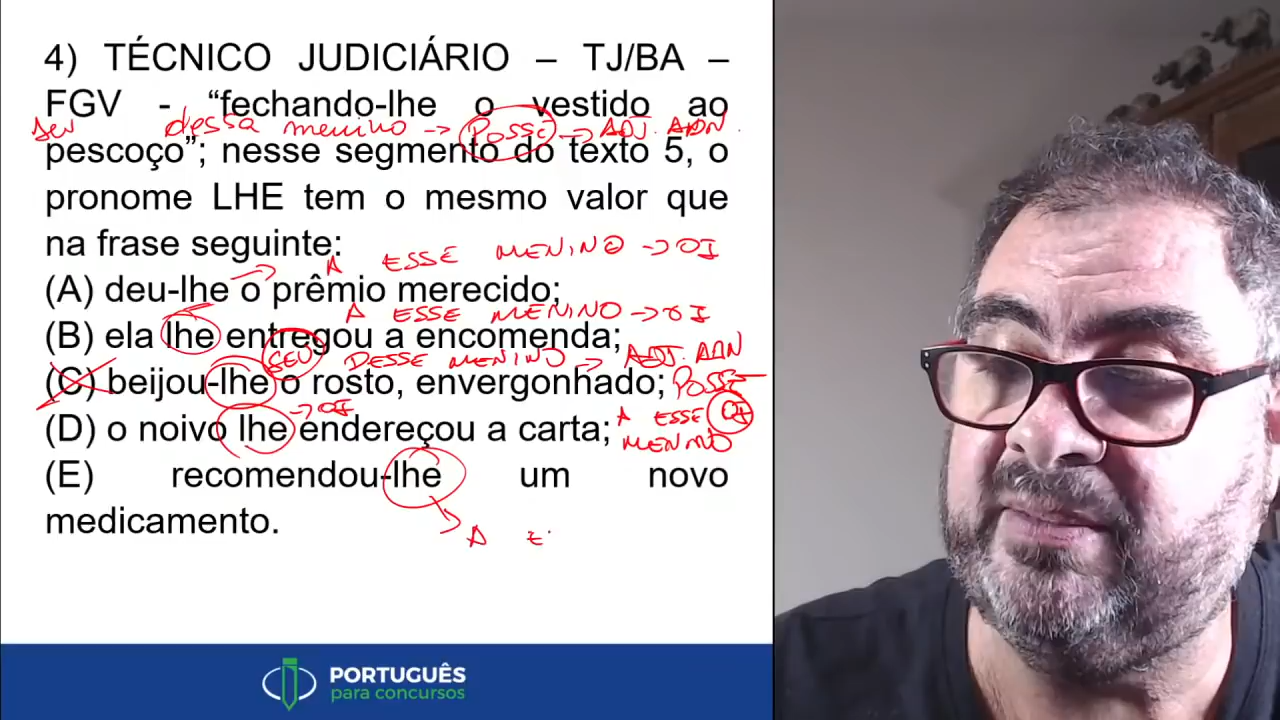 4) TÉCNICO JUDICIÁRIO – TJ/BA –
FGV - “fechando-lhe o vestido ao
seu dessa menino → POSSE → ADJ. ADN.
pescoço”; nesse segmento do texto 5, o
pronome LHE tem o mesmo valor que
na frase seguinte:
A ESSE MENINO → OI
(A) deu-lhe o prêmio merecido;
A ESSE MENINO → OI
(B) ela lhe entregou a encomenda;
SEU DESSE MENINO → ADJ. ADN
(C) beijou-lhe o rosto, envergonhado; POSSE
→ OI
(D) o noivo lhe endereçou a carta; A ESSE OI
MENINO
(E) recomendou-lhe um novo
medicamento.
A E
PORTUGUÊS
para concursos